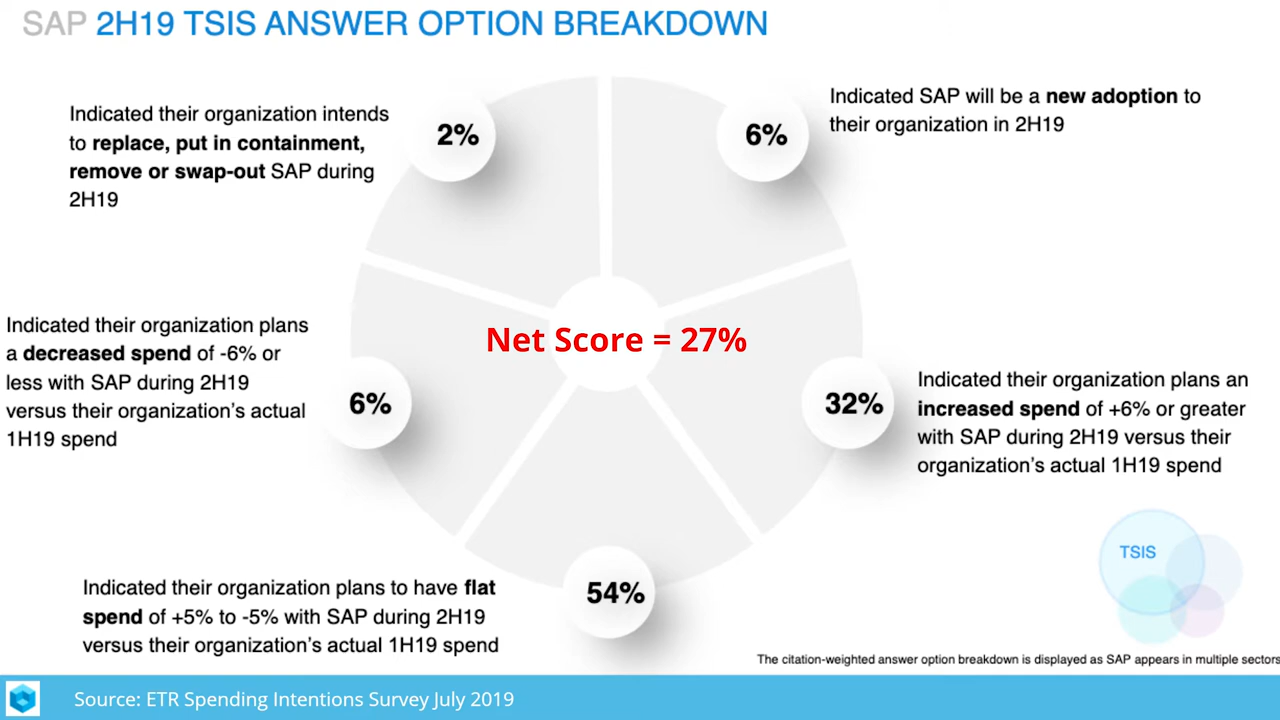 SAP 2H19 TSIS ANSWER OPTION BREAKDOWN
Indicated their organization intends
to replace, put in containment,
remove or swap-out SAP during
2H19
2%
6%
Indicated SAP will be a new adoption to
their organization in 2H19
Indicated their organization plans
a decreased spend of -6% or
less with SAP during 2H19
versus their organization's actual
1H19 spend
6%
Net Score = 27%
32%
Indicated their organization plans an
increased spend of +6% or greater
with SAP during 2H19 versus their
organization's actual 1H19 spend
Indicated their organization plans to have flat
spend of +5% to -5% with SAP during 2H19
versus their organization's actual 1H19 spend
54%
TSIS
The citation-weighted answer option breakdown is displayed as SAP appears in multiple sectors
Source: ETR Spending Intentions Survey July 2019